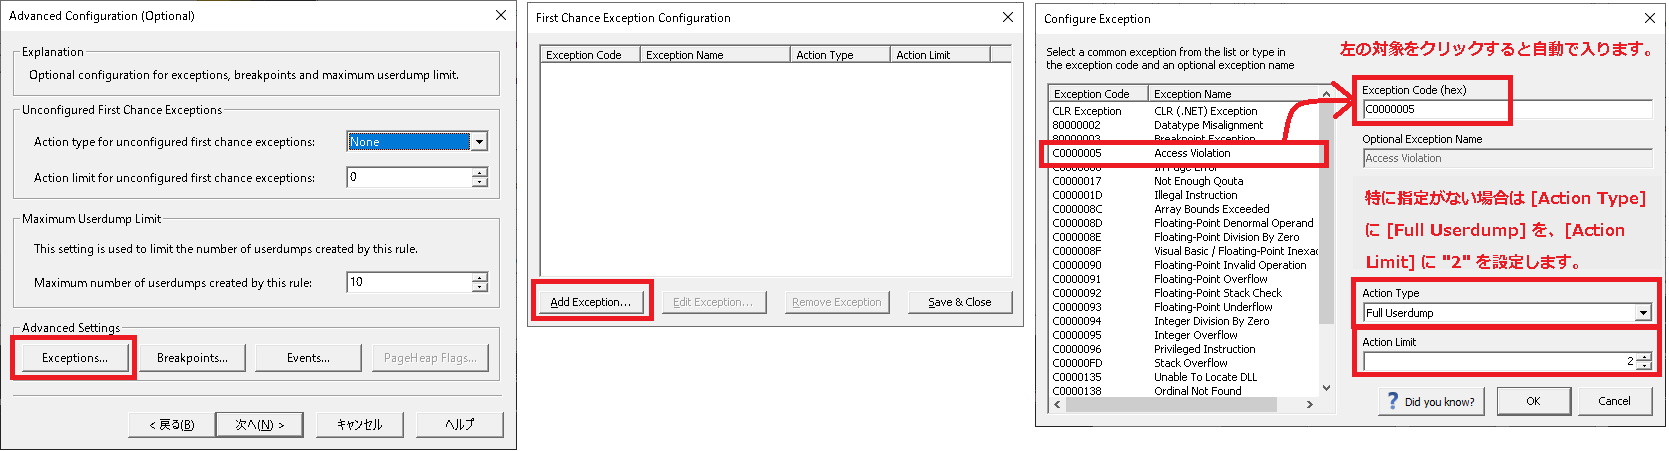 Advanced Configuration (Optional)
Explanation
Optional configuration for exceptions, breakpoints and maximum userdump limit.
Unconfigured First Chance Exceptions
Action type for unconfigured first chance exceptions:
None
Action limit for unconfigured first chance exceptions:
0
Maximum Userdump Limit
This setting is used to limit the number of userdumps created by this rule.
Maximum number of userdumps created by this rule:
10
Advanced Settings
Exceptions...
Breakpoints...
Events...
PageHeap Flags...
< 戻る(B)
次へ(N) >
キャンセル
ヘルプ
First Chance Exception Configuration
Exception Code Exception Name Action Type Action Limit
Add Exception...
Edit Exception...
Remove Exception
Save & Close
Configure Exception
Select a common exception from the list or type in
the exception code and an optional exception name
左の対象をクリックすると自動で入ります。
Exception Code Exception Name
CLR Exception CLR (.NET) Exception
80000002 Datatype Misalignment
80000003 Breakpoint Exception
C0000005 Access Violation
C0000006 In Page Error
C0000017 Not Enough Qouta
C000001D Illegal Instruction
C000008C Array Bounds Exceeded
C000008D Floating-Point Denormal Operand
C000008E Floating-Point Division By Zero
C000008F Visual Basic / Floating-Point Inexac
C0000090 Floating-Point Invalid Operation
C0000091 Floating-Point Overflow
C0000092 Floating-Point Stack Check
C0000093 Floating-Point Underflow
C0000094 Integer Division By Zero
C0000095 Integer Overflow
C0000096 Privileged Instruction
C00000FD Stack Overflow
C0000135 Unable To Locate DLL
C0000138 Ordinal Not Found
Exception Code (hex)
C0000005
Optional Exception Name
Access Violation
特に指定がない場合は [Action Type]
に [Full Userdump] を、[Action
Limit] に "2" を設定します。
Action Type
Full Userdump
Action Limit
2
? Did you know?
OK
Cancel